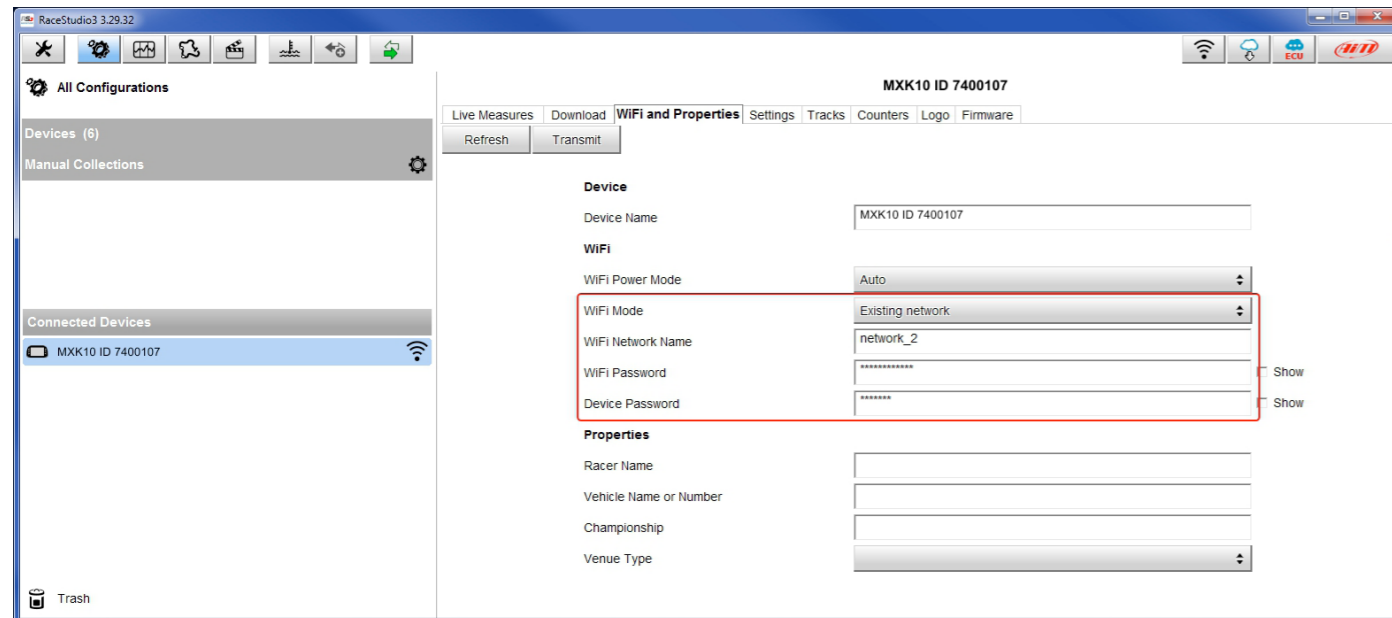 RaceStudio3 3.29.32
ECU
AiM
All Configurations
Devices (6)
Manual Collections
Connected Devices
MXK10 ID 7400107
Trash
MXK10 ID 7400107
Live Measures Download WiFi and Properties Settings Tracks Counters Logo Firmware
Refresh Transmit
Device
Device Name MXK10 ID 7400107
WiFi
WiFi Power Mode Auto
WiFi Mode Existing network
WiFi Network Name network_2
WiFi Password ************ Show
Device Password ******* Show
Properties
Racer Name
Vehicle Name or Number
Championship
Venue Type